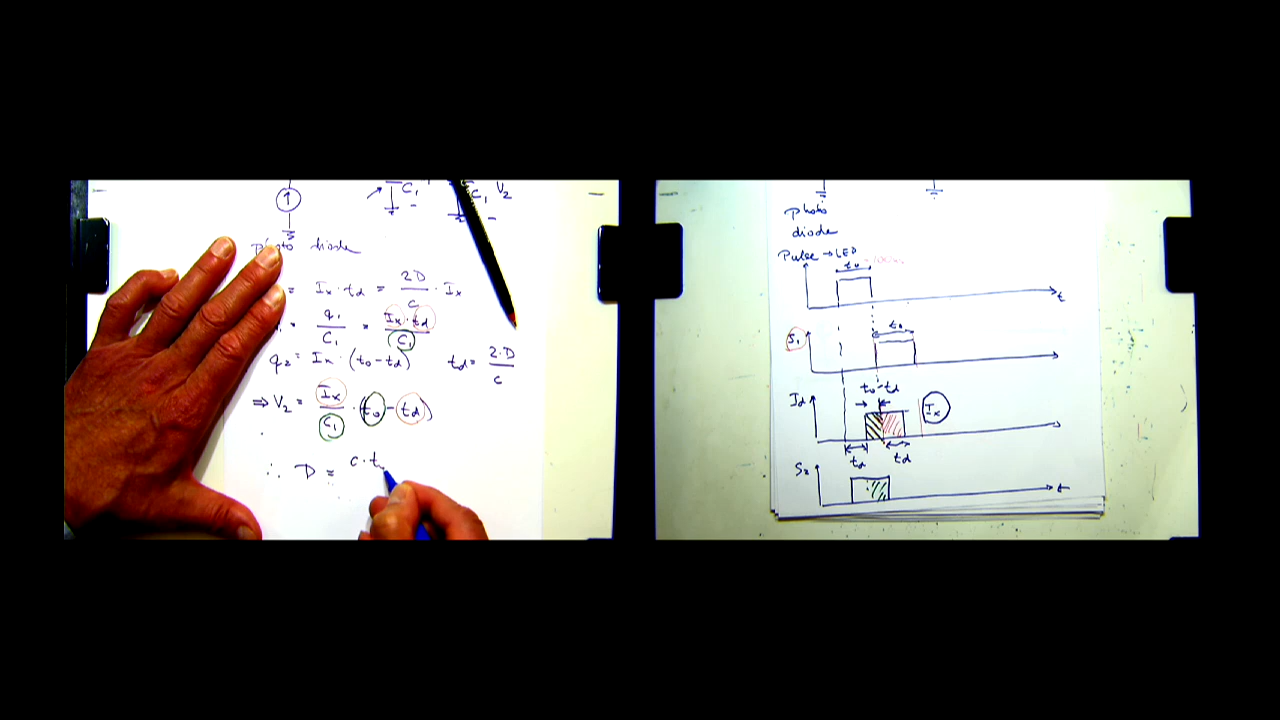 C₁ C₁ V₂
photo diode
= Ix · td = 2D/c · Ix
= q₁/C₁ = Ix · td/C₁
q₂ = Ix · (t₀ - td) td = 2·D/c
⇒ V₂ = Ix/C₁ · (t₀ - td)
∴ D = c·t
photo
diode
Pulse → LED
t₀
t
S₁
t₀
t₀ - td
Id
Ix
td td
S₂
t